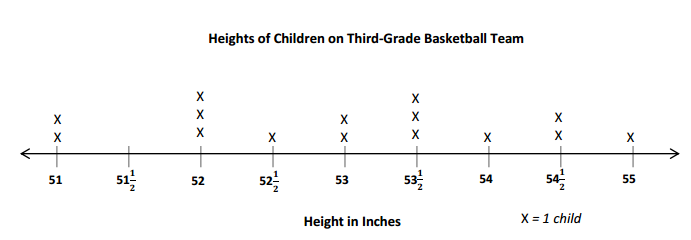 Heights of Children on Third-Grade Basketball Team
X X
X X X X
X X X X X X X X
51 51½ 52 52½ 53 53½ 54 54½ 55
Height in Inches X = 1 child